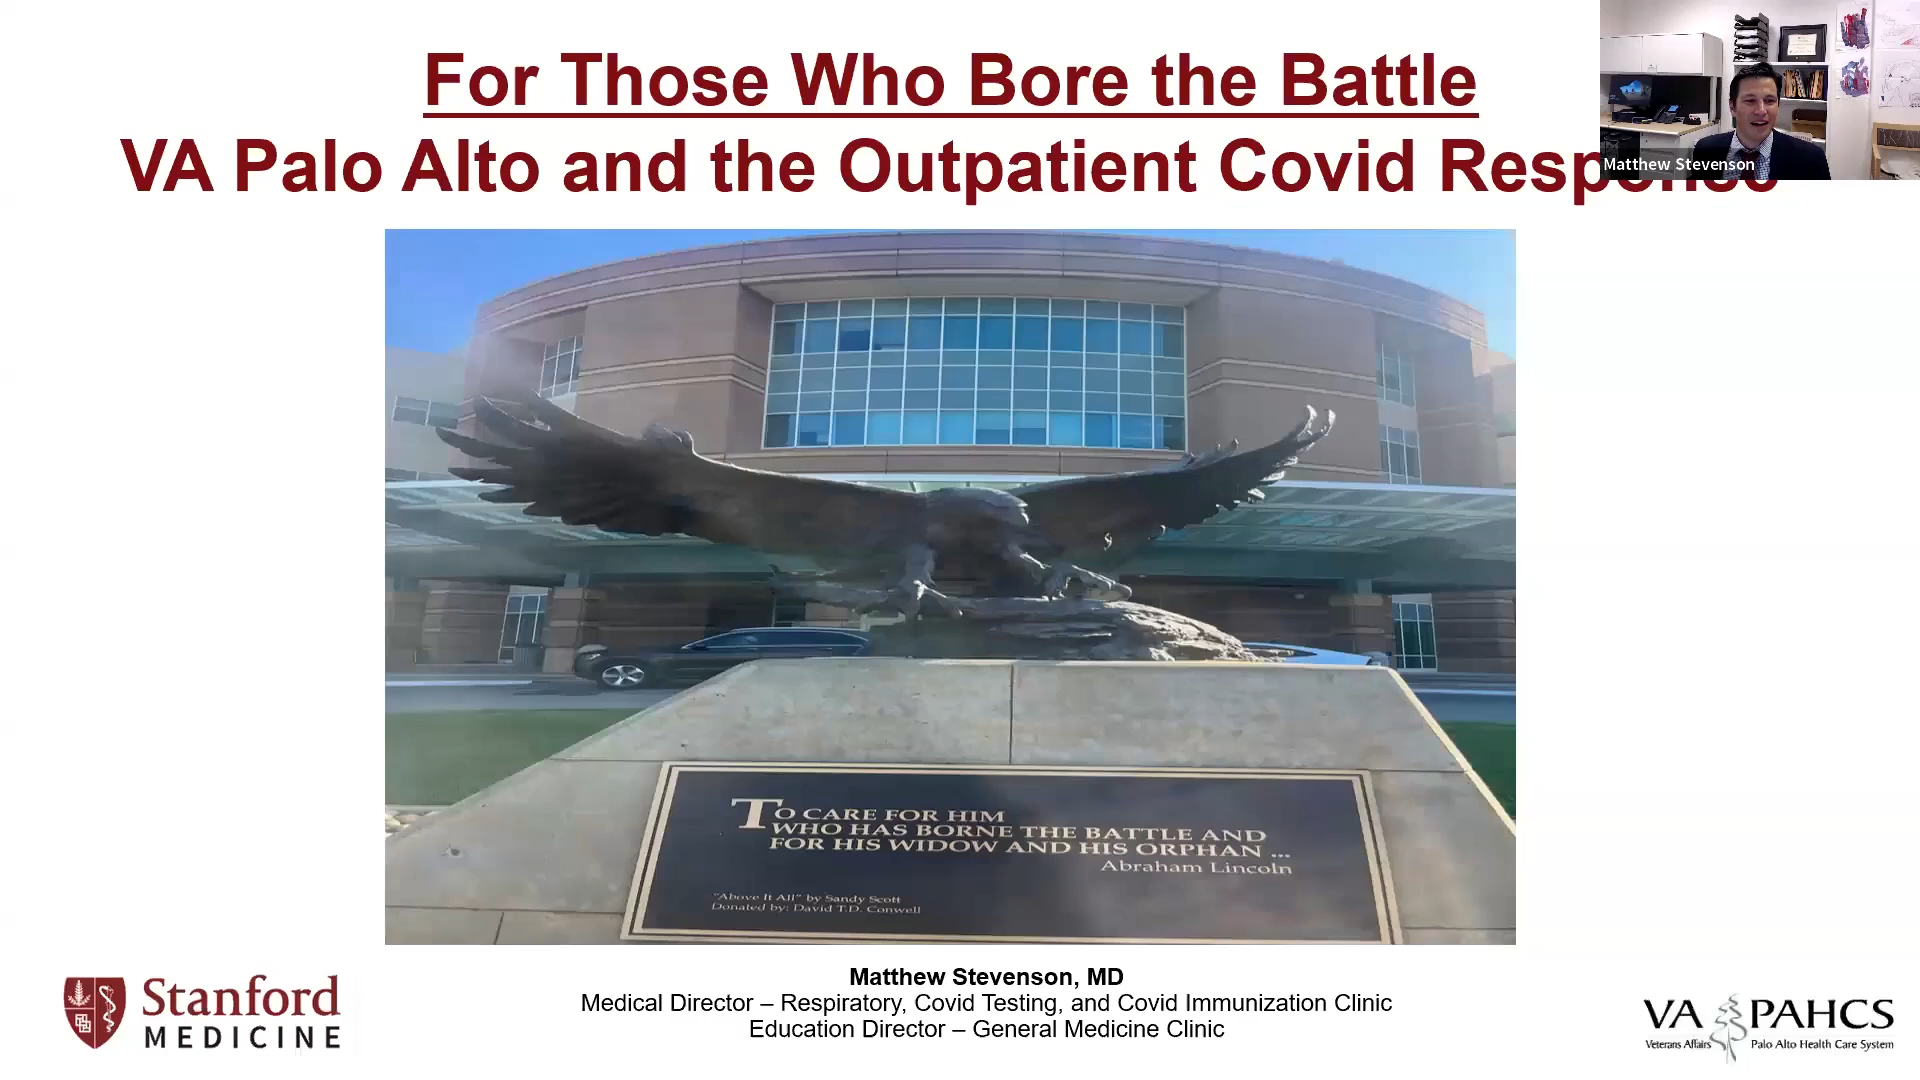 For Those Who Bore the Battle
VA Palo Alto and the Outpatient Covid Response
Matthew Stevenson
TO CARE FOR HIM
WHO HAS BORNE THE BATTLE AND
FOR HIS WIDOW AND HIS ORPHAN ...
Abraham Lincoln
"Above It All" by Sandy Scott
Donated by: David T.D. Conwell
Matthew Stevenson, MD
Medical Director – Respiratory, Covid Testing, and Covid Immunization Clinic
Education Director – General Medicine Clinic
Stanford
MEDICINE
VA PAHCS
Veterans Affairs Palo Alto Health Care System